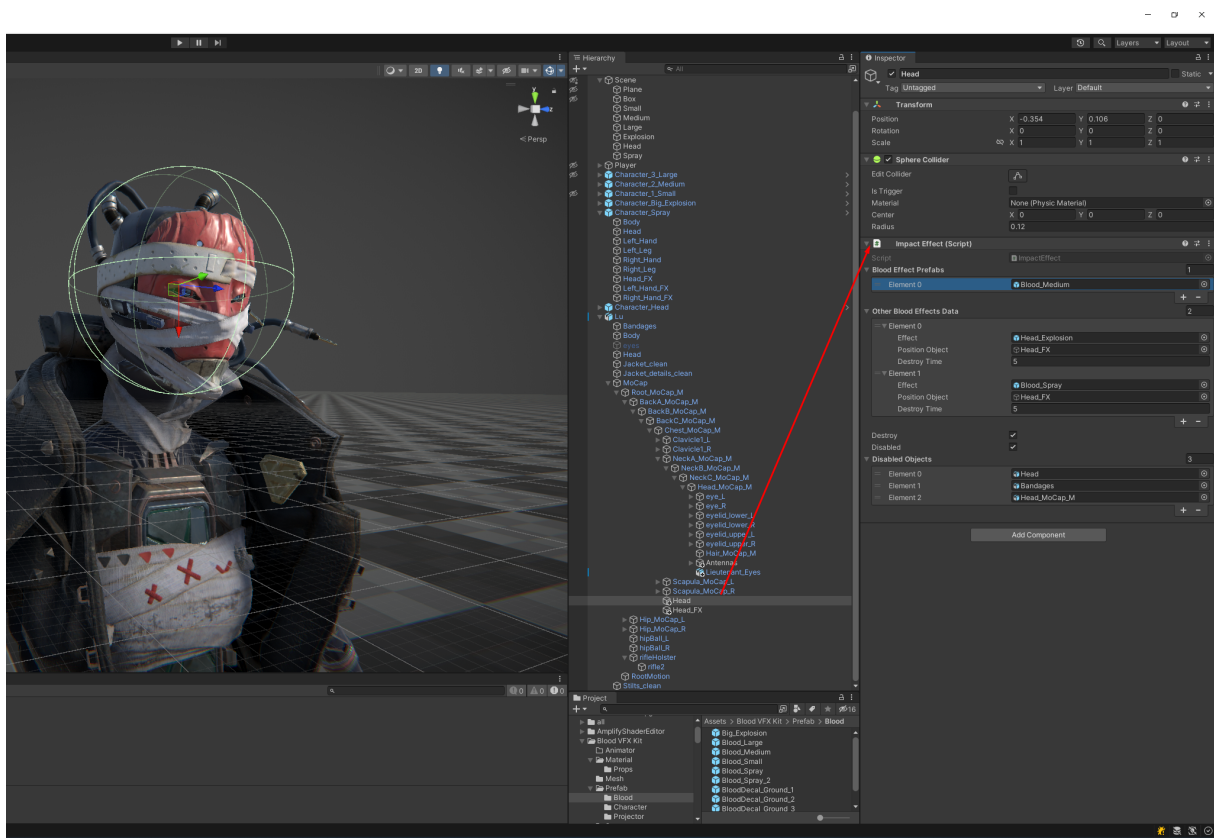 Layers
Layout
2D
y
z
< Persp
0
0
0
Hierarchy
All
Scene
Plane
Box
Small
Medium
Large
Explosion
Head
Spray
Player
Character_3_Large
Character_2_Medium
Character_1_Small
Character_Big_Explosion
Character_Spray
Body
Head
Left_Hand
Left_Leg
Right_Hand
Right_Leg
Head_FX
Left_Hand_FX
Right_Hand_FX
Character_Head
Lu
Bandages
Body
eyes
Head
Jacket_clean
Jacket_details_clean
MoCap
Root_MoCap_M
BackA_MoCap_M
BackB_MoCap_M
BackC_MoCap_M
Chest_MoCap_M
Clavicle1_L
Clavicle1_R
NeckA_MoCap_M
NeckB_MoCap_M
NeckC_MoCap_M
Head_MoCap_M
eye_L
eye_R
eyelid_lower_L
eyelid_lower_R
eyelid_upper_L
eyelid_upper_R
Hair_MoCap_M
Antennas
Lieutenant_Eyes
Scapula_MoCap_L
Scapula_MoCap_R
Head
Head_FX
Hip_MoCap_L
Hip_MoCap_R
hipBall_L
hipBall_R
rifleHolster
rifle2
RootMotion
Stilts_clean
Project
16
all
AmplifyShaderEditor
Blood VFX Kit
Animator
Material
Props
Mesh
Prefab
Blood
Character
Projector
Assets > Blood VFX Kit > Prefab > Blood
Big_Explosion
Blood_Large
Blood_Medium
Blood_Small
Blood_Spray
Blood_Spray_2
BloodDecal_Ground_1
BloodDecal_Ground_2
BloodDecal_Ground_3
Inspector
Head Static
Tag Untagged Layer Default
Transform
Position X -0.354 Y 0.106 Z 0
Rotation X 0 Y 0 Z 0
Scale X 1 Y 1 Z 1
Sphere Collider
Edit Collider
Is Trigger
Material None (Physic Material)
Center X 0 Y 0 Z 0
Radius 0.12
Impact Effect (Script)
Script ImpactEffect
Blood Effect Prefabs 1
Element 0 Blood_Medium
+ -
Other Blood Effects Data 2
Element 0
Effect Head_Explosion
Position Object Head_FX
Destroy Time 5
Element 1
Effect Blood_Spray
Position Object Head_FX
Destroy Time 5
+ -
Destroy
Disabled
Disabled Objects 3
Element 0 Head
Element 1 Bandages
Element 2 Head_MoCap_M
+ -
Add Component